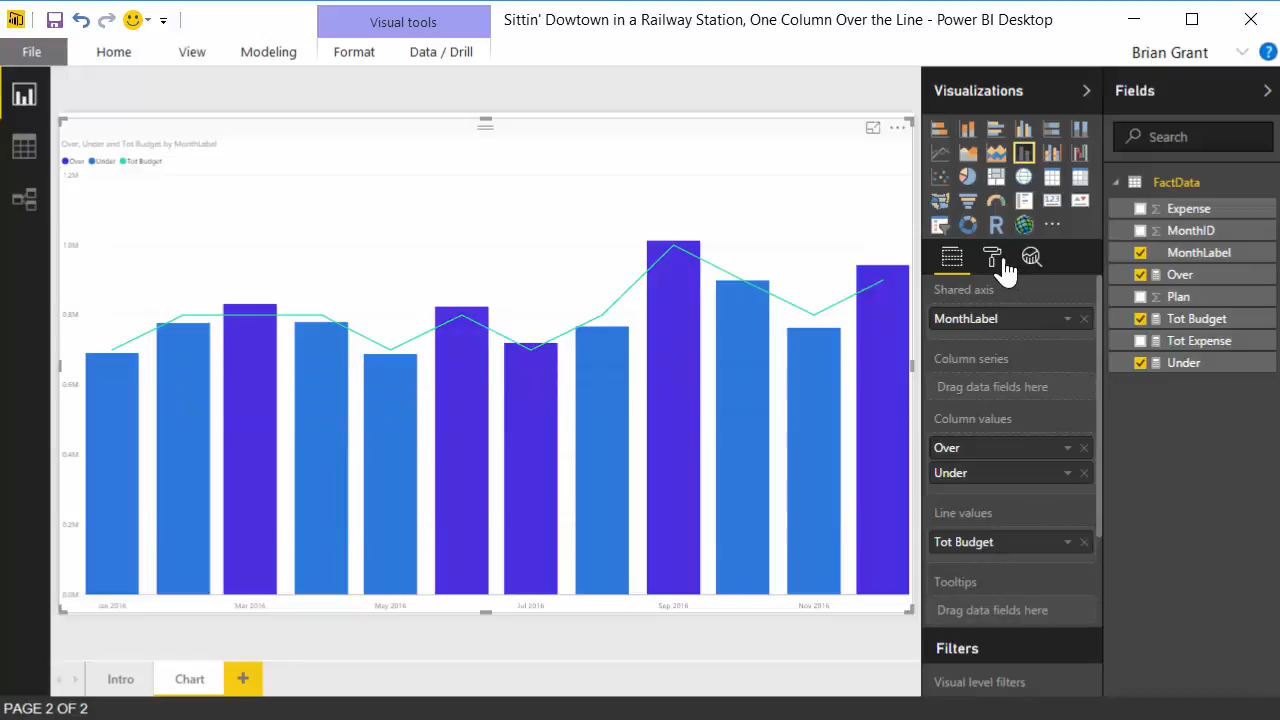 Visual tools
Sittin' Dowtown in a Railway Station, One Column Over the Line - Power BI Desktop
File
Home
View
Modeling
Format
Data / Drill
Brian Grant
?
Visualizations
Fields
Over, Under and Tot Budget by MonthLabel
Over Under Tot Budget
1.2M
1.0M
0.8M
0.6M
0.4M
0.2M
0.0M
Jan 2016
Mar 2016
May 2016
Jul 2016
Sep 2016
Nov 2016
R
123
Shared axis
MonthLabel
Column series
Drag data fields here
Column values
Over
Under
Line values
Tot Budget
Tooltips
Drag data fields here
Filters
Visual level filters
Search
FactData
Σ Expense
Σ MonthID
MonthLabel
Over
Σ Plan
Tot Budget
Tot Expense
Under
Intro
Chart
+
PAGE 2 OF 2